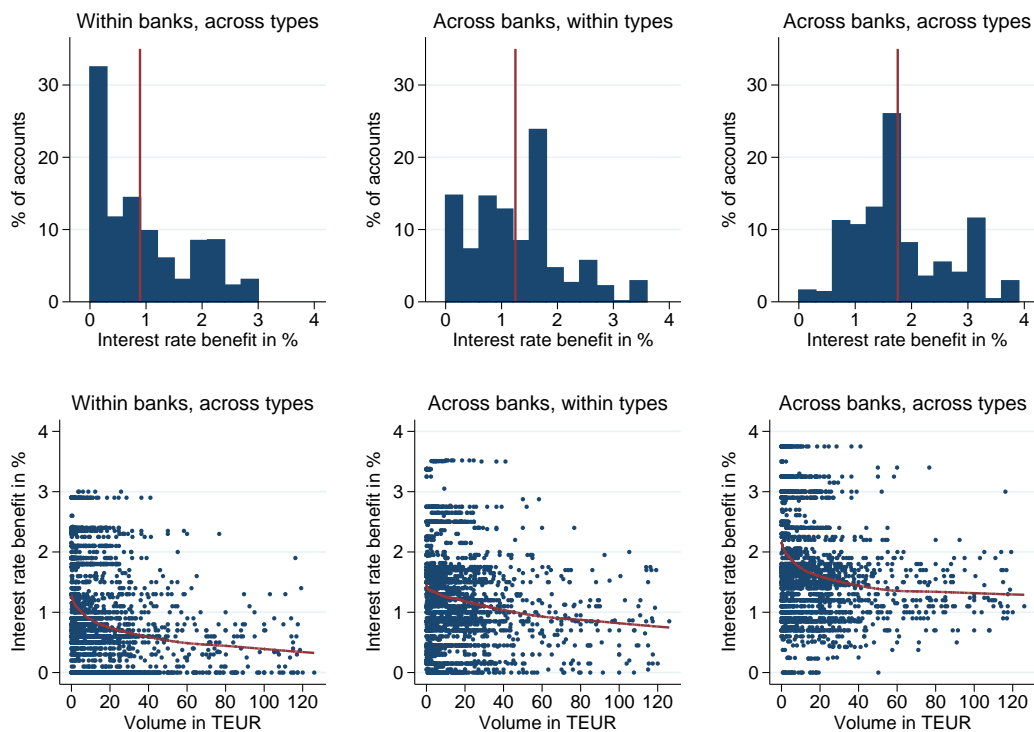 Within banks, across types
Across banks, within types
Across banks, across types
% of accounts
30
20
10
0
0 1 2 3 4
Interest rate benefit in %
% of accounts
30
20
10
0
0 1 2 3 4
Interest rate benefit in %
% of accounts
30
20
10
0
0 1 2 3 4
Interest rate benefit in %
Within banks, across types
Across banks, within types
Across banks, across types
Interest rate benefit in %
4
3
2
1
0
0 20 40 60 80 100 120
Volume in TEUR
Interest rate benefit in %
4
3
2
1
0
0 20 40 60 80 100 120
Volume in TEUR
Interest rate benefit in %
4
3
2
1
0
0 20 40 60 80 100 120
Volume in TEUR